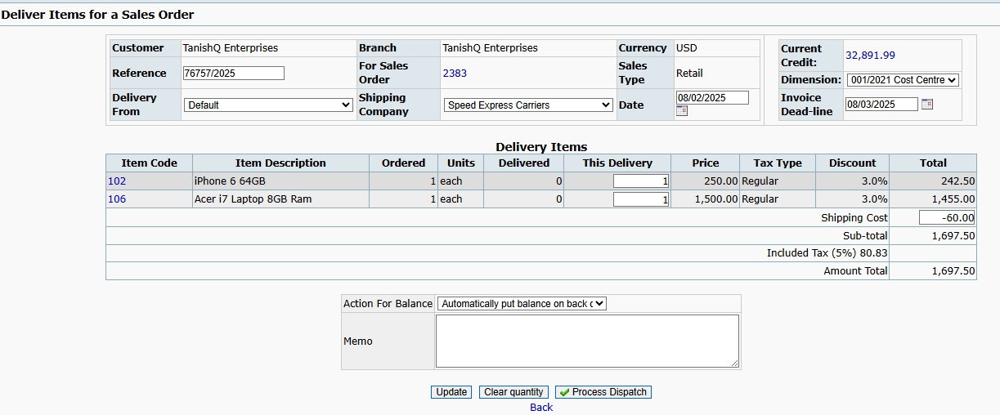 Deliver Items for a Sales Order
Customer TanishQ Enterprises Branch TanishQ Enterprises Currency USD
Reference 76757/2025 For Sales Order 2383 Sales Type Retail
Delivery From Default Shipping Company Speed Express Carriers Date 08/02/2025
Current Credit: 32,891.99
Dimension: 001/2021 Cost Centre
Invoice Dead-line 08/03/2025
Delivery Items
Item Code Item Description Ordered Units Delivered This Delivery Price Tax Type Discount Total
102 iPhone 6 64GB 1 each 0 1 250.00 Regular 3.0% 242.50
106 Acer i7 Laptop 8GB Ram 1 each 0 1 1,500.00 Regular 3.0% 1,455.00
Shipping Cost -60.00
Sub-total 1,697.50
Included Tax (5%) 80.83
Amount Total 1,697.50
Action For Balance Automatically put balance on back
Memo
Update Clear quantity Process Dispatch
Back